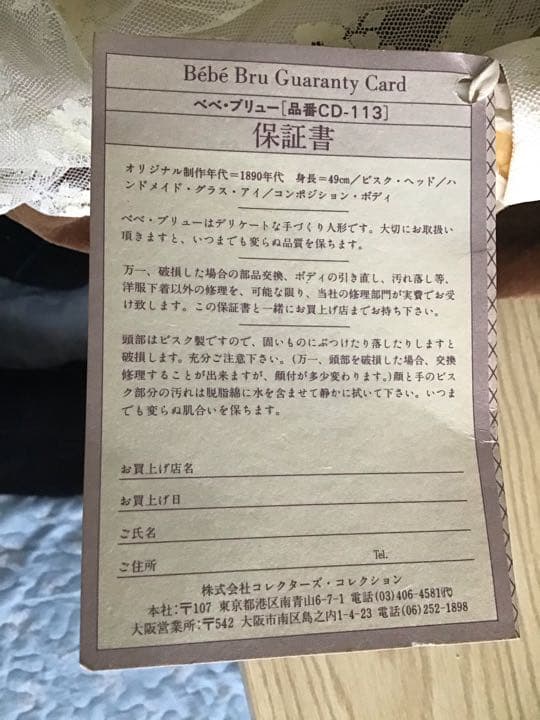 Bébé Bru Guaranty Card
ベベ・ブリュー[品番CD-113]
保証書
オリジナル制作年代=1890年代　身長=49cm/ビスク・ヘッド/ハ
ンドメイド・グラス・アイ/コンポジション・ボディ
ベベ・ブリューはデリケートな手づくり人形です。大切にお取扱い
頂きますと、いつまでも変らぬ品質を保ちます。
万一、破損した場合の部品交換、ボディの引き直し、汚れ落し等、
洋服下着以外の修理を、可能な限り、当社の修理部門が実費でお受
け致します。この保証書と一緒にお買上げ店までお持ち下さい。
頭部はビスク製ですので、固いものにぶつけたり落したりしますと
破損します。充分ご注意下さい。(万一、頭部を破損した場合、交換
修理することが出来ますが、顔付が多少変わります。)顔と手のビス
ク部分の汚れは脱脂綿に水を含ませて静かに拭いて下さい。いつま
でも変らぬ肌合いを保ちます。
お買上げ店名
お買上げ日
ご氏名
ご住所　Tel.
株式会社コレクターズ・コレクション
本社:〒107 東京都港区南青山6-7-1 電話(03)406-4581代
大阪営業所:〒542 大阪市南区島之内1-4-23 電話(06)252-1898